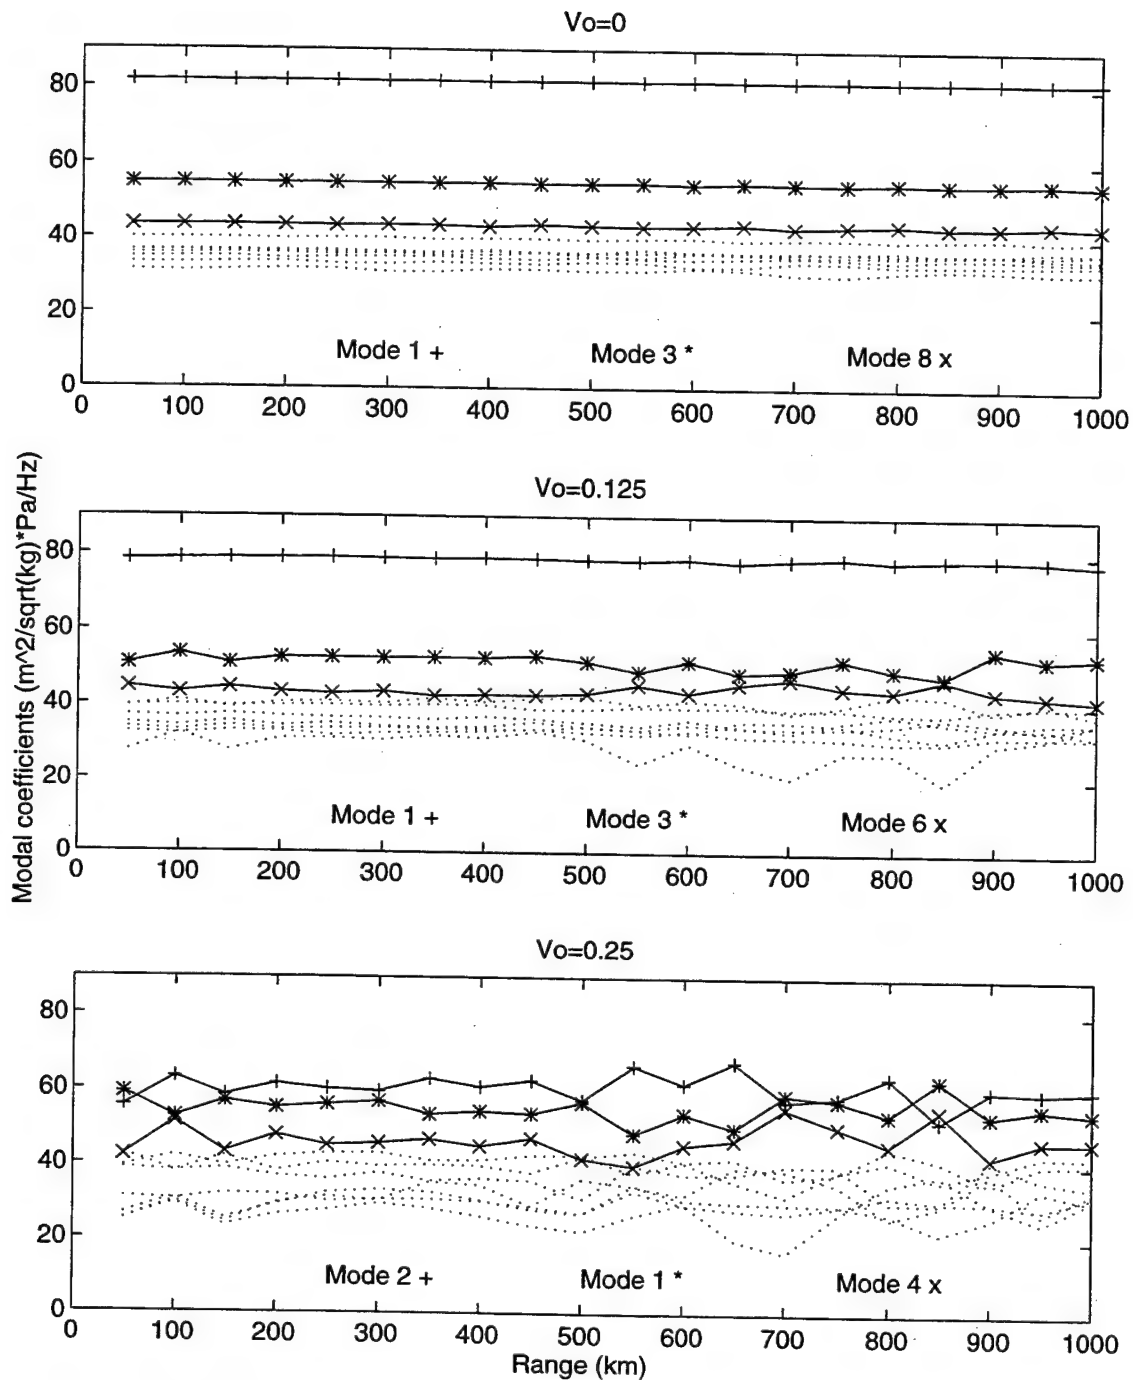 Vo=0
80
60
40
20
0
Mode 1 + Mode 3 * Mode 8 x
0 100 200 300 400 500 600 700 800 900 1000
Modal coefficients (m^2/sqrt(kg)*Pa/Hz)
Vo=0.125
80
60
40
20
0
Mode 1 + Mode 3 * Mode 6 x
0 100 200 300 400 500 600 700 800 900 1000
Vo=0.25
80
60
40
20
0
Mode 2 + Mode 1 * Mode 4 x
0 100 200 300 400 500 600 700 800 900 1000
Range (km)